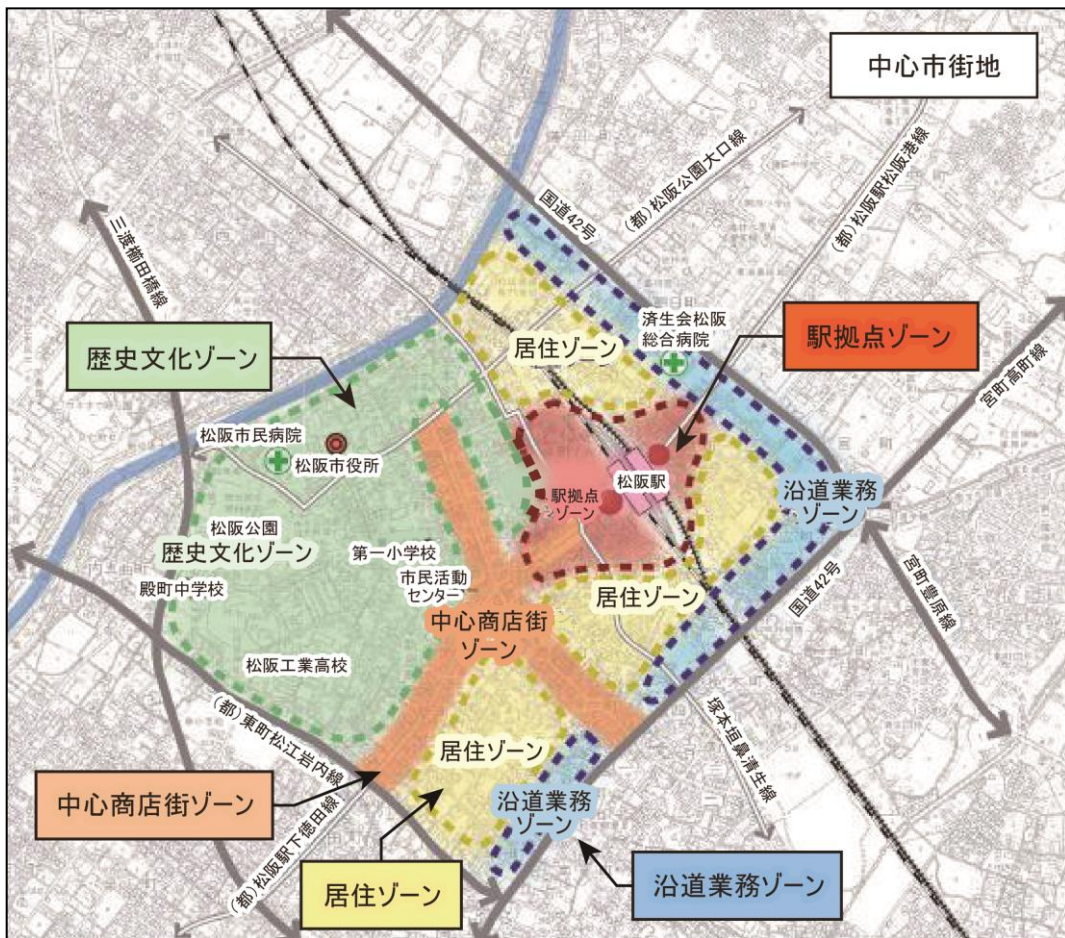 中心市街地
(都)松阪公園大口線
(都)松阪駅松阪港線
国道42号
三渡櫛田橋線
済生会松阪
総合病院
駅拠点ゾーン
宮町高町線
歴史文化ゾーン
居住ゾーン
松阪市民病院
松阪市役所
松阪駅
駅拠点
ゾーン
沿道業務
ゾーン
松阪公園
歴史文化ゾーン
第一小学校
殿町中学校
市民活動
センター
居住ゾーン
国道42号
宮町豊原線
中心商店街
ゾーン
松阪工業高校
(都)東町松江岩内線
塚本垣鼻清生線
居住ゾーン
中心商店街ゾーン
沿道業務
ゾーン
(都)松阪駅下徳田線
居住ゾーン
沿道業務ゾーン